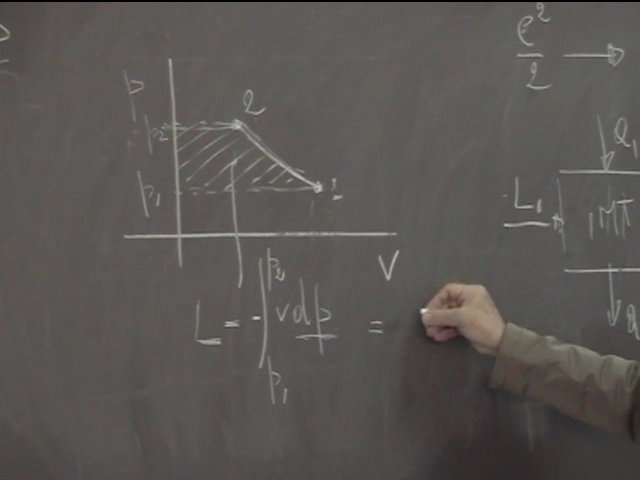 p
2
p₂
p₁
1
V
L = - ∫ v dp =
p₂
p₁
e²
2
Q₁
L₁